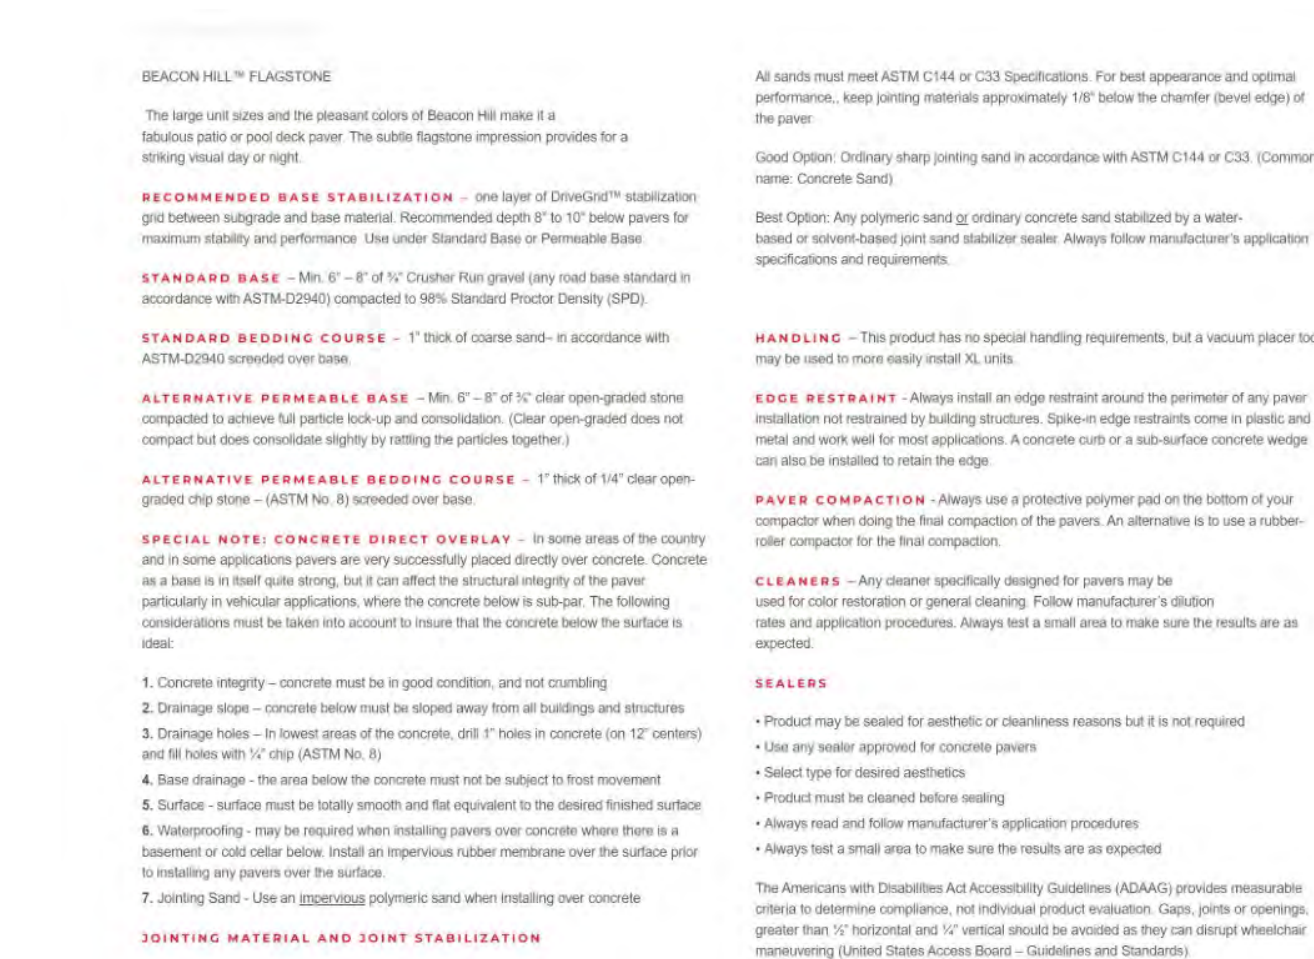 BEACON HILL™ FLAGSTONE
The large unit sizes and the pleasant colors of Beacon Hill make it a
fabulous patio or pool deck paver. The subtle flagstone impression provides for a
striking visual day or night.
RECOMMENDED BASE STABILIZATION – one layer of DriveGrid™ stabilization
grid between subgrade and base material. Recommended depth 8" to 10" below pavers for
maximum stability and performance. Use under Standard Base or Permeable Base.
STANDARD BASE – Min. 6" – 8" of ¾" Crusher Run gravel (any road base standard in
accordance with ASTM-D2940) compacted to 98% Standard Proctor Density (SPD).
STANDARD BEDDING COURSE – 1" thick of coarse sand– in accordance with
ASTM-D2940 screeded over base.
ALTERNATIVE PERMEABLE BASE – Min. 6" – 8" of ¾" clear open-graded stone
compacted to achieve full particle lock-up and consolidation. (Clear open-graded does not
compact but does consolidate slightly by rattling the particles together.)
ALTERNATIVE PERMEABLE BEDDING COURSE – 1" thick of 1/4" clear open-
graded chip stone – (ASTM No. 8) screeded over base.
SPECIAL NOTE: CONCRETE DIRECT OVERLAY – In some areas of the country
and in some applications pavers are very successfully placed directly over concrete. Concrete
as a base is in itself quite strong, but it can affect the structural integrity of the paver
particularly in vehicular applications, where the concrete below is sub-par. The following
considerations must be taken into account to insure that the concrete below the surface is
ideal:
1. Concrete integrity – concrete must be in good condition, and not crumbling
2. Drainage slope – concrete below must be sloped away from all buildings and structures
3. Drainage holes – In lowest areas of the concrete, drill 1" holes in concrete (on 12" centers)
and fill holes with ¼" chip (ASTM No. 8)
4. Base drainage - the area below the concrete must not be subject to frost movement
5. Surface - surface must be totally smooth and flat equivalent to the desired finished surface
6. Waterproofing - may be required when installing pavers over concrete where there is a
basement or cold cellar below. Install an impervious rubber membrane over the surface prior
to installing any pavers over the surface.
7. Jointing Sand - Use an impervious polymeric sand when installing over concrete
JOINTING MATERIAL AND JOINT STABILIZATION
All sands must meet ASTM C144 or C33 Specifications. For best appearance and optimal
performance,, keep jointing materials approximately 1/8" below the chamfer (bevel edge) of
the paver.
Good Option: Ordinary sharp jointing sand in accordance with ASTM C144 or C33. (Common
name: Concrete Sand)
Best Option: Any polymeric sand or ordinary concrete sand stabilized by a water-
based or solvent-based joint sand stabilizer sealer. Always follow manufacturer's application
specifications and requirements.
HANDLING – This product has no special handling requirements, but a vacuum placer too
may be used to more easily install XL units.
EDGE RESTRAINT - Always install an edge restraint around the perimeter of any paver
installation not restrained by building structures. Spike-in edge restraints come in plastic and
metal and work well for most applications. A concrete curb or a sub-surface concrete wedge
can also be installed to retain the edge.
PAVER COMPACTION - Always use a protective polymer pad on the bottom of your
compactor when doing the final compaction of the pavers. An alternative is to use a rubber-
roller compactor for the final compaction.
CLEANERS – Any cleaner specifically designed for pavers may be
used for color restoration or general cleaning. Follow manufacturer's dilution
rates and application procedures. Always test a small area to make sure the results are as
expected.
SEALERS
• Product may be sealed for aesthetic or cleanliness reasons but it is not required
• Use any sealer approved for concrete pavers
• Select type for desired aesthetics
• Product must be cleaned before sealing
• Always read and follow manufacturer's application procedures
• Always test a small area to make sure the results are as expected
The Americans with Disabilities Act Accessibility Guidelines (ADAAG) provides measurable
criteria to determine compliance, not individual product evaluation. Gaps, joints or openings,
greater than ½" horizontal and ¼" vertical should be avoided as they can disrupt wheelchair
maneuvering (United States Access Board – Guidelines and Standards)